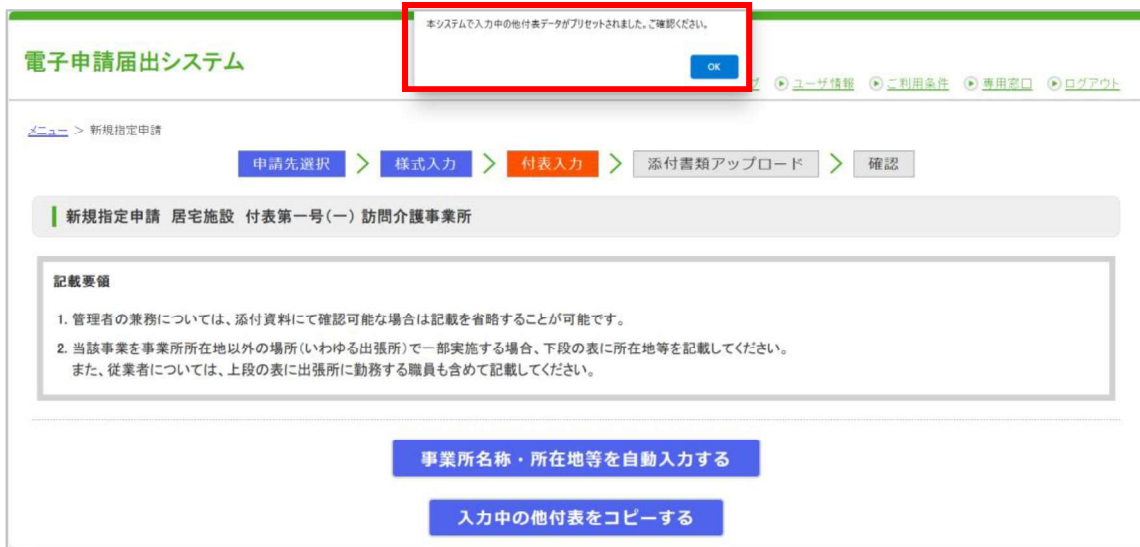 本システムで入力中の他付表データがプリセットされました。ご確認ください。
OK
電子申請届出システム
ユーザ情報 ご利用条件 専用窓口 ログアウト
メニュー > 新規指定申請
申請先選択 > 様式入力 > 付表入力 > 添付書類アップロード > 確認
新規指定申請 居宅施設 付表第一号(一) 訪問介護事業所
記載要領
1. 管理者の兼務については、添付資料にて確認可能な場合は記載を省略することが可能です。
2. 当該事業を事業所所在地以外の場所(いわゆる出張所)で一部実施する場合、下段の表に所在地等を記載してください。
また、従業者については、上段の表に出張所に勤務する職員も含めて記載してください。
事業所名称・所在地等を自動入力する
入力中の他付表をコピーする